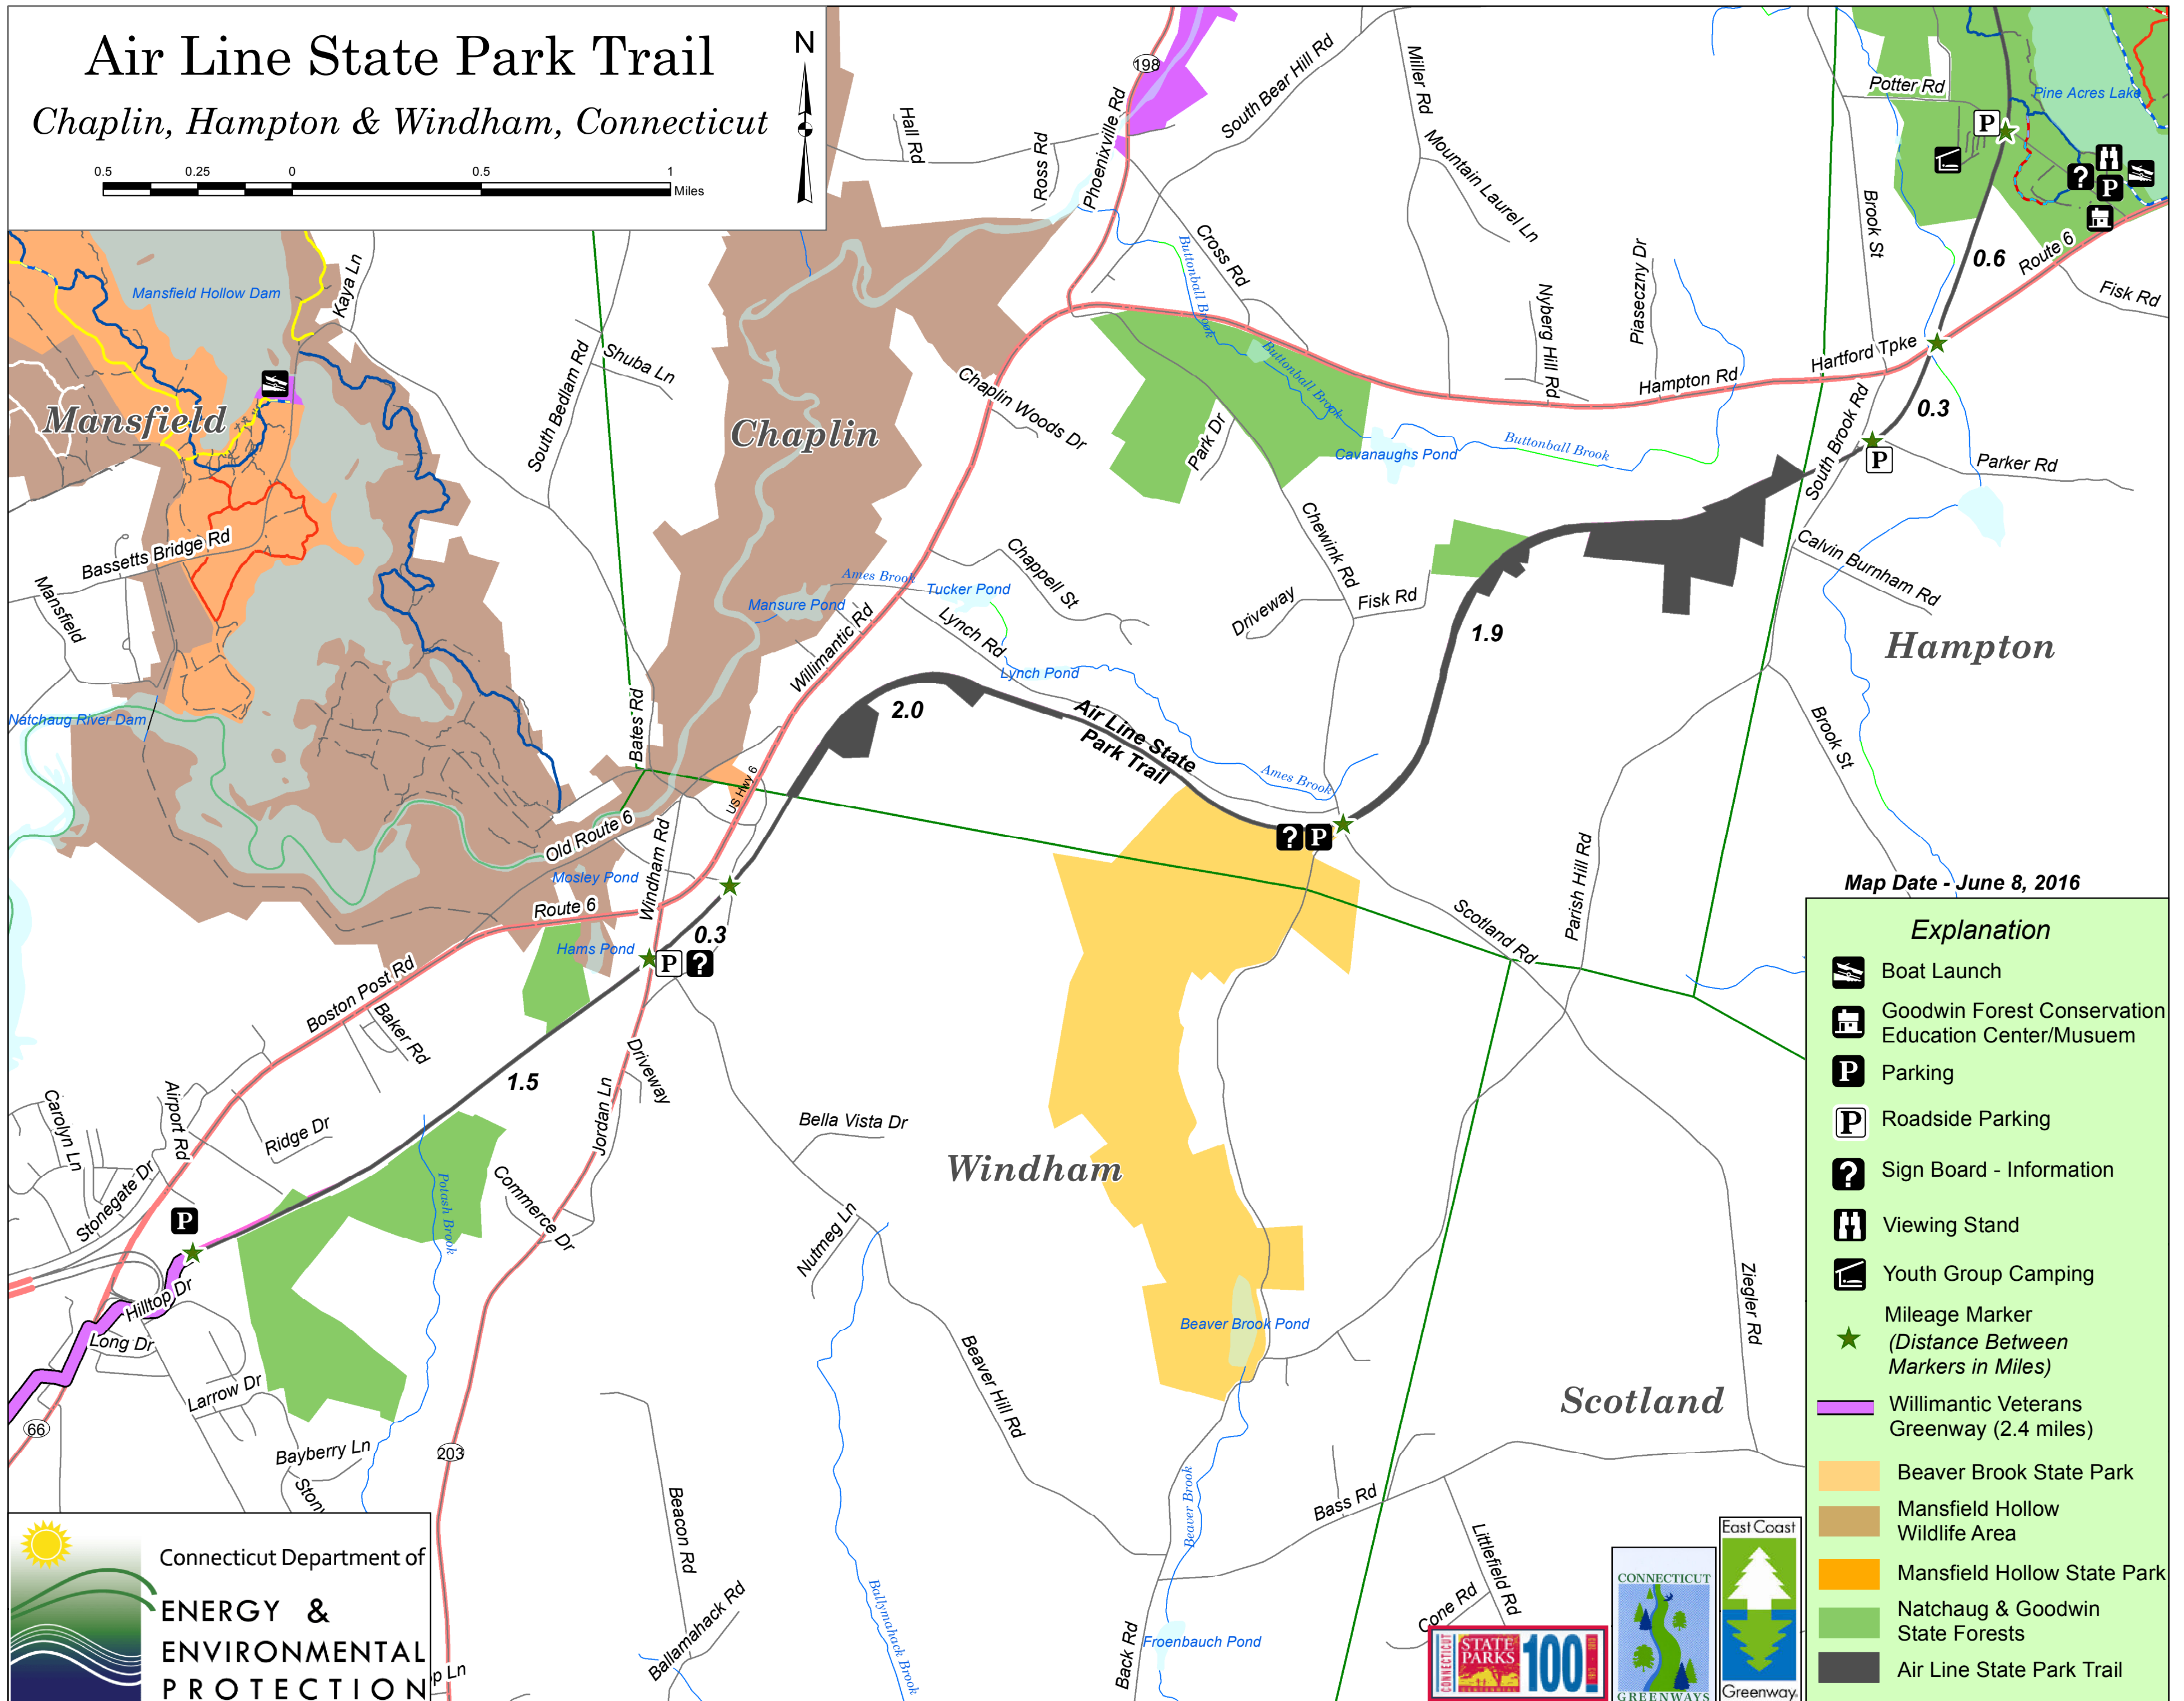 Air Line State Park Trail
Chaplin, Hampton & Windham, Connecticut
0.5 0.25 0 0.5 1
Miles
N
198
Phoenixville Rd
Hall Rd
Ross Rd
South Bear Hill Rd
Miller Rd
Mountain Laurel Ln
Cross Rd
Buttonball Brook
Buttonball Brook
Buttonball Brook
Nyberg Hill Rd
Piaseczny Dr
Potter Rd
Pine Acres Lake
P
?
P
Brook St
0.6
Route 6
Fisk Rd
Hartford Tpke
Hampton Rd
0.3
South Brook Rd
P
Parker Rd
Calvin Burnham Rd
Hampton
Brook St
Mansfield Hollow Dam
Kaya Ln
Mansfield
Shuba Ln
South Bedlam Rd
Chaplin
Chaplin Woods Dr
Park Dr
Cavanaughs Pond
Bassetts Bridge Rd
Mansfield
Natchaug River Dam
Bates Rd
Ames Brook
Mansure Pond
Tucker Pond
Willimantic Rd
Chappell St
Lynch Rd
Lynch Pond
Chewink Rd
Driveway
Fisk Rd
1.9
2.0
Air Line State
Park Trail
Ames Brook
? P
US Hwy 6
Old Route 6
Windham Rd
Mosley Pond
Route 6
Hams Pond
0.3
P ?
Scotland Rd
Parish Hill Rd
Boston Post Rd
Baker Rd
1.5
Driveway
Jordan Ln
Carolyn Ln
Airport Rd
Ridge Dr
Stonegate Dr
P
Potash Brook
Commerce Dr
Bella Vista Dr
Windham
Nutmeg Ln
Hilltop Dr
Long Dr
Larrow Dr
66
Bayberry Ln
Stony
203
Beaver Hill Rd
Beaver Brook Pond
Ziegler Rd
Scotland
Beacon Rd
Ballamahack Rd
Ballymahack Brook
Beaver Brook
Bass Rd
Littlefield Rd
Cone Rd
Back Rd
Froenbauch Pond
p Ln
Map Date - June 8, 2016
Explanation
Boat Launch
Goodwin Forest Conservation
Education Center/Musuem
P Parking
P Roadside Parking
? Sign Board - Information
Viewing Stand
Youth Group Camping
Mileage Marker
(Distance Between
Markers in Miles)
Willimantic Veterans
Greenway (2.4 miles)
Beaver Brook State Park
Mansfield Hollow
Wildlife Area
Mansfield Hollow State Park
Natchaug & Goodwin
State Forests
Air Line State Park Trail
Connecticut Department of
ENERGY &
ENVIRONMENTAL
PROTECTION
CONNECTICUT
STATE
PARKS
CENTENNIAL
100
CONNECTICUT
GREENWAYS
East Coast
Greenway